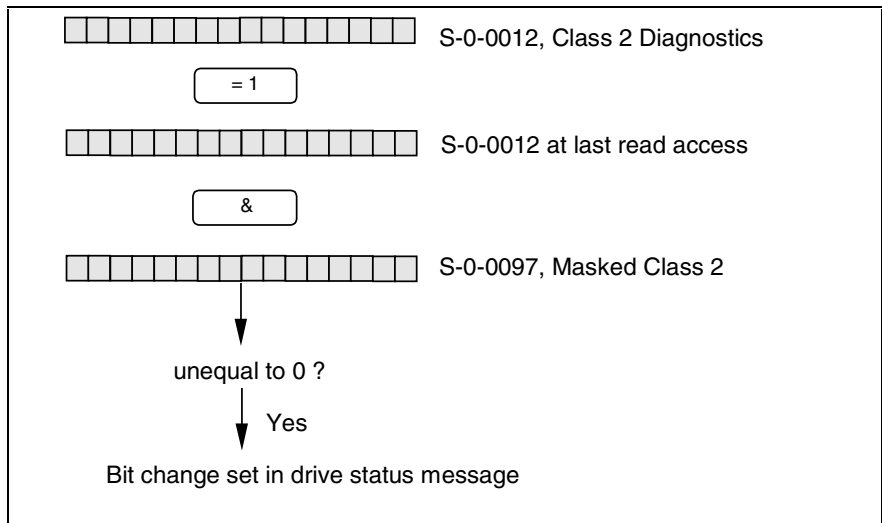 S-0-0012, Class 2 Diagnostics
= 1
S-0-0012 at last read access
&
S-0-0097, Masked Class 2
unequal to 0 ?
Yes
Bit change set in drive status message